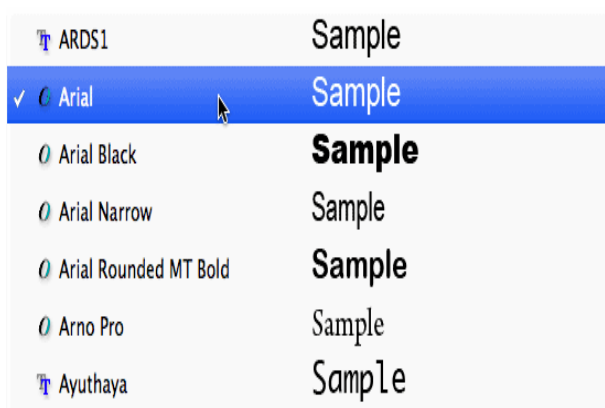 ARDS1 Sample
Arial Sample
Arial Black Sample
Arial Narrow Sample
Arial Rounded MT Bold Sample
Arno Pro Sample
Ayuthaya Sample